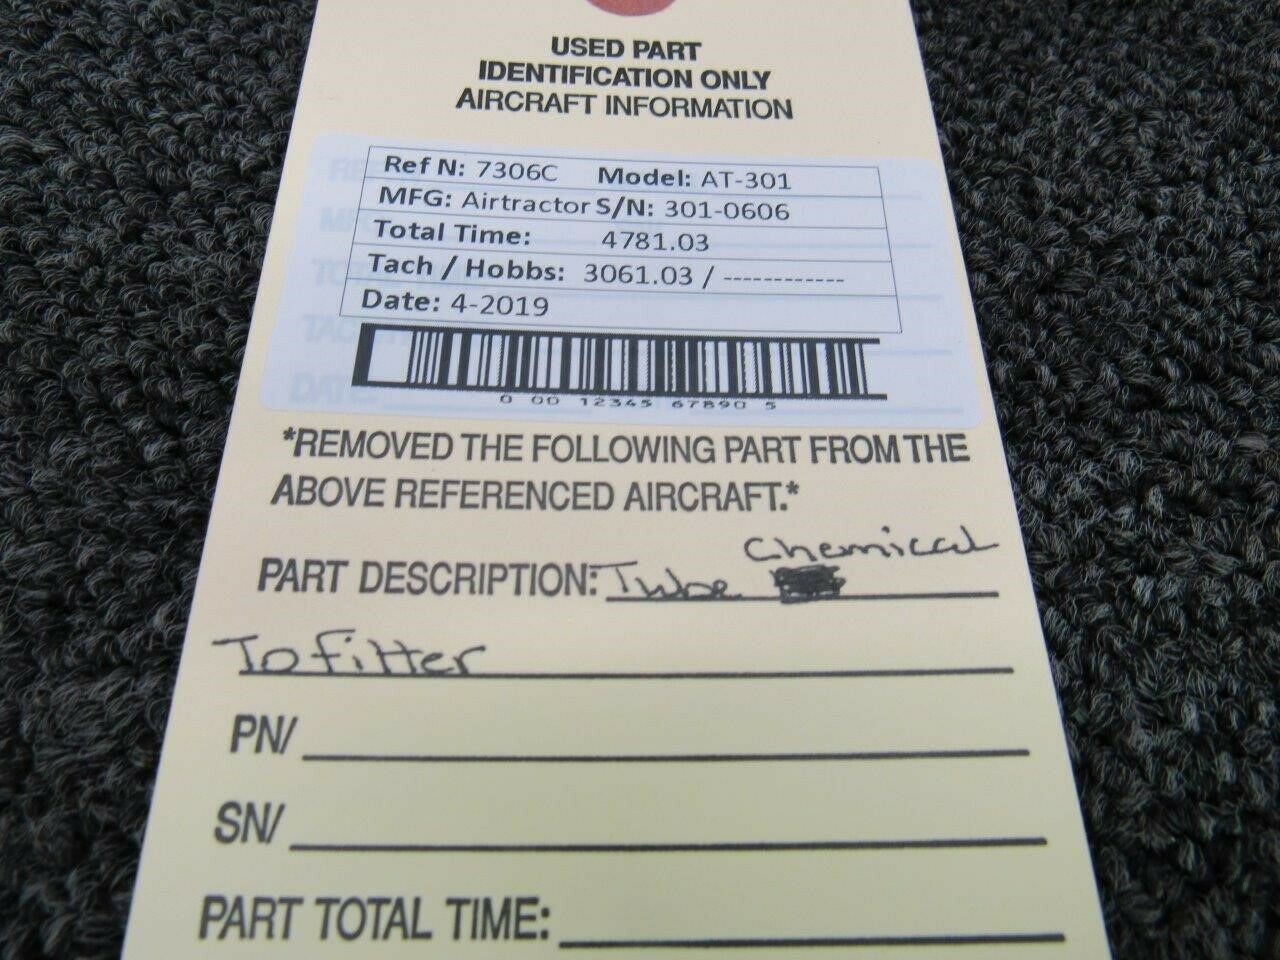 USED PART
IDENTIFICATION ONLY
AIRCRAFT INFORMATION
Ref N: 7306C Model: AT-301
MFG: Airtractor S/N: 301-0606
Total Time: 4781.03
Tach / Hobbs: 3061.03 / ------------
Date: 4-2019
0 00 12345 67890 5
*REMOVED THE FOLLOWING PART FROM THE
ABOVE REFERENCED AIRCRAFT.*
Chemical
PART DESCRIPTION: Tube
To Filter
PN/
SN/
PART TOTAL TIME: